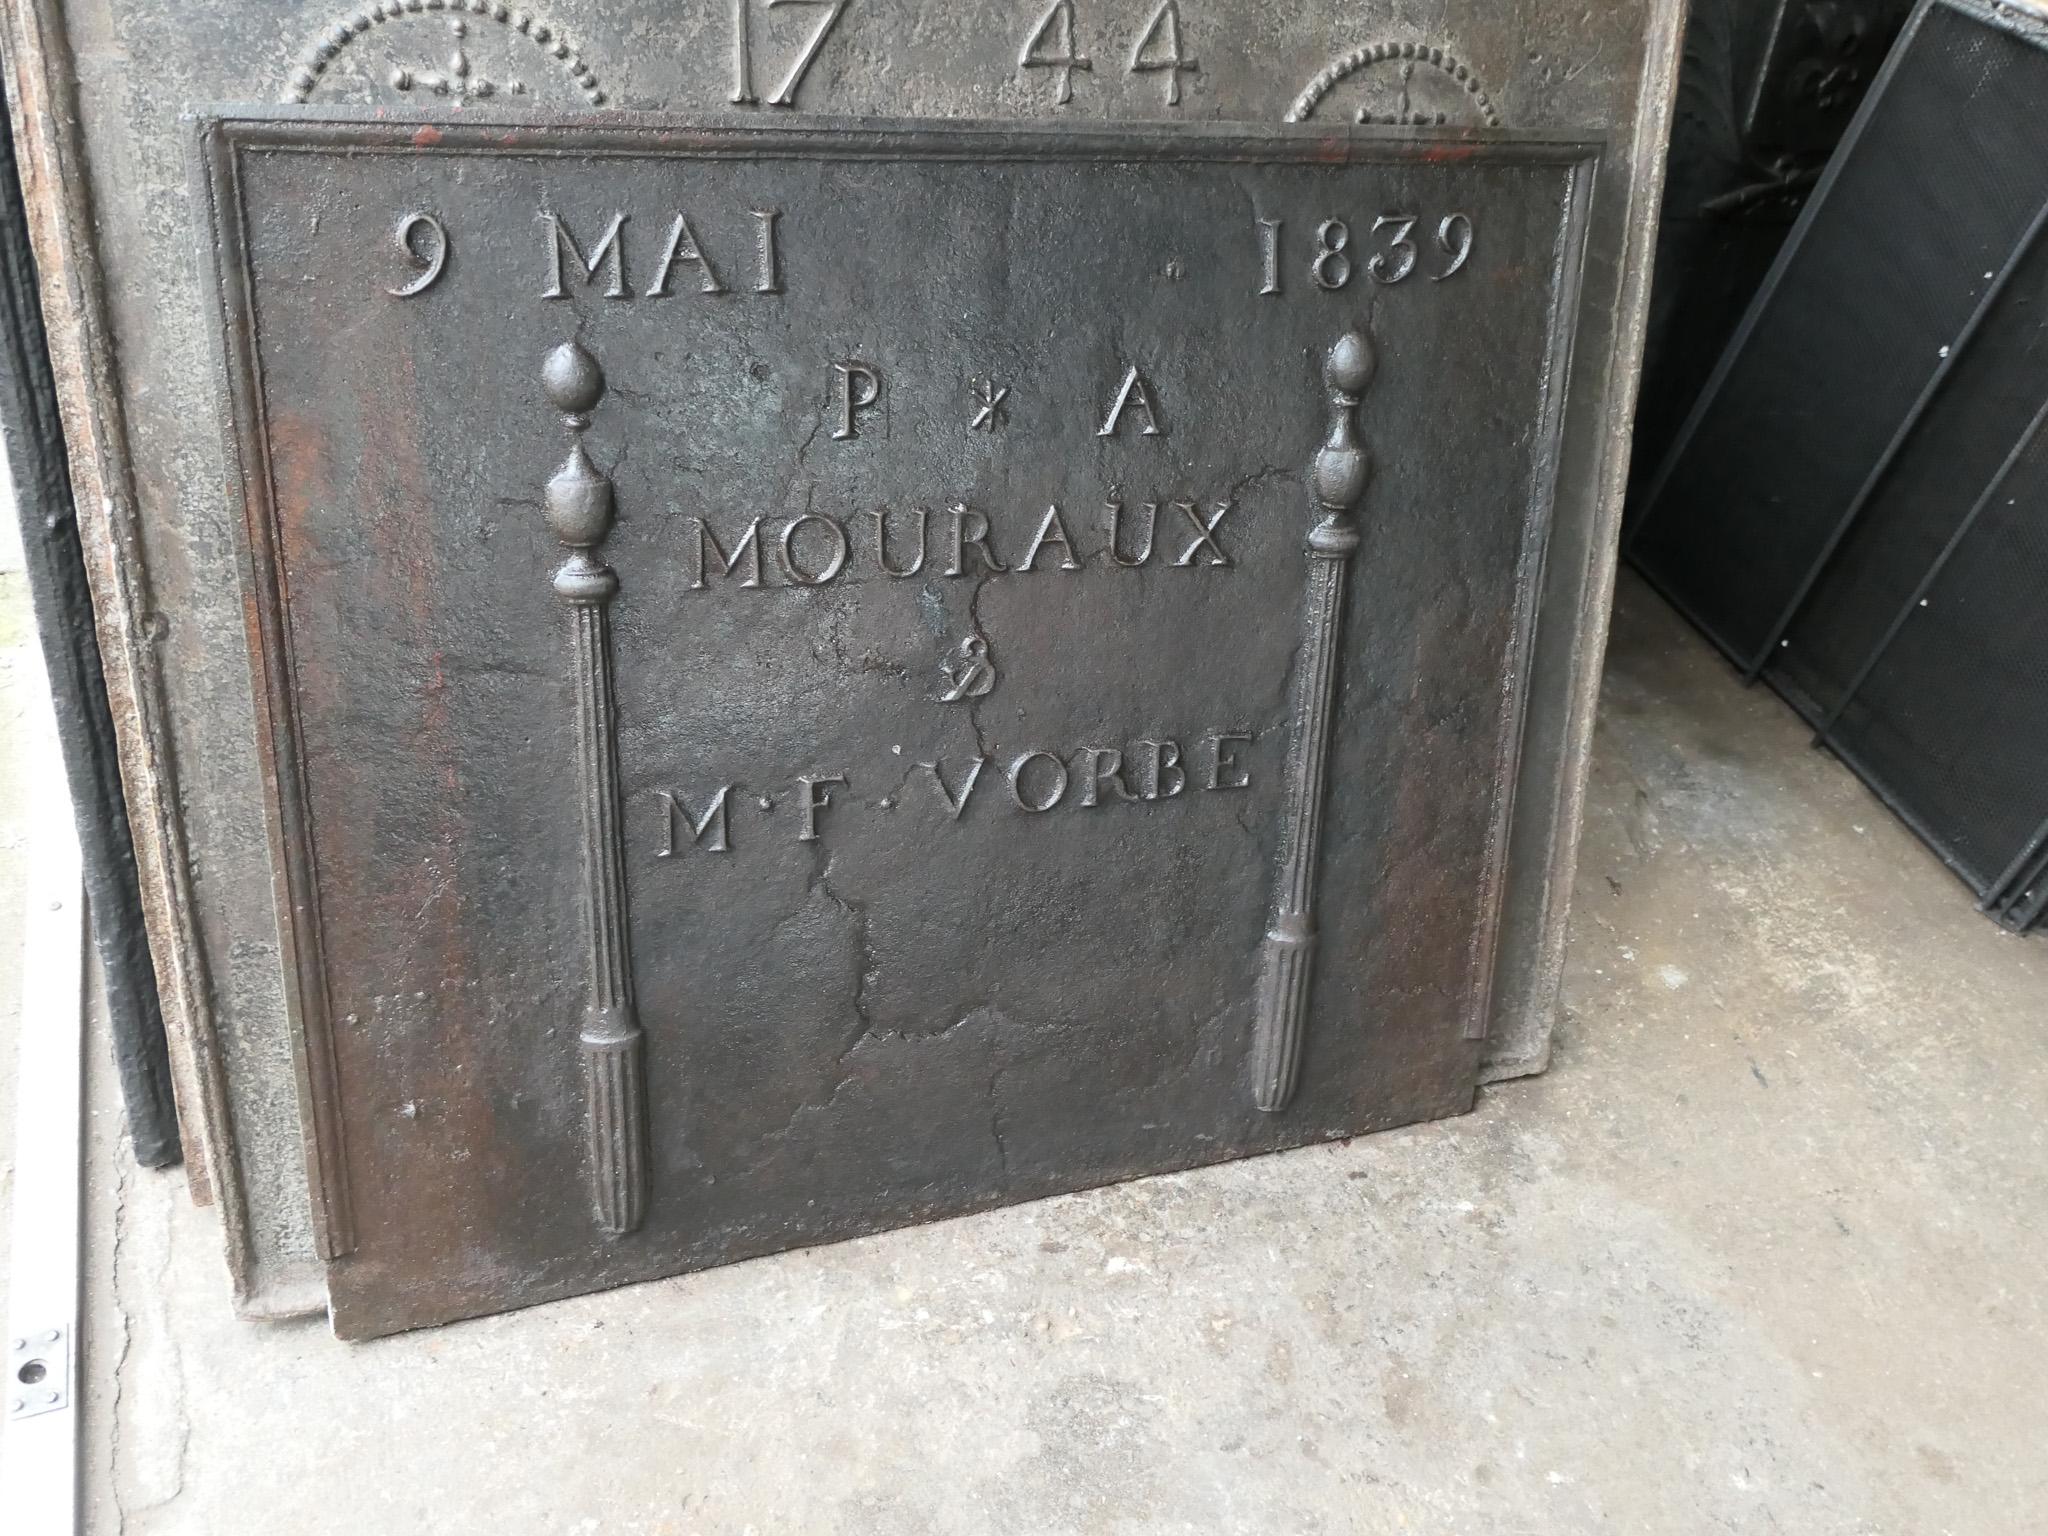 17 44
9 MAI 1839
P * A
MOURAUX
&
M·F·VORBE